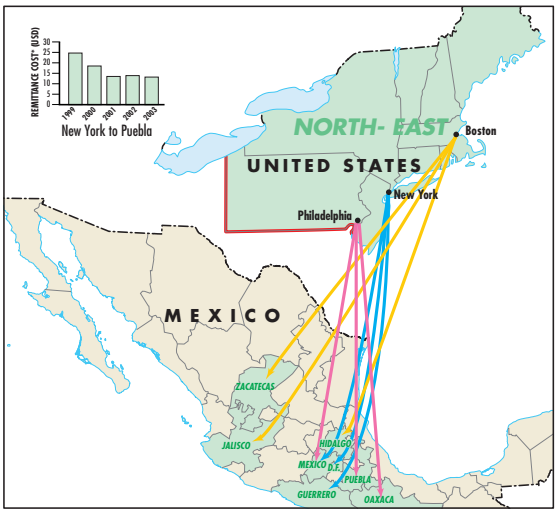 REMITTANCE COST* (USD)
30
25
20
15
10
5
0
1999
2000
2001
2002
2003
New York to Puebla
NORTH- EAST
Boston
UNITED STATES
New York
Philadelphia
MEXICO
ZACATECAS
JALISCO
HIDALGO
MEXICO
D.F.
PUEBLA
GUERRERO
OAXACA